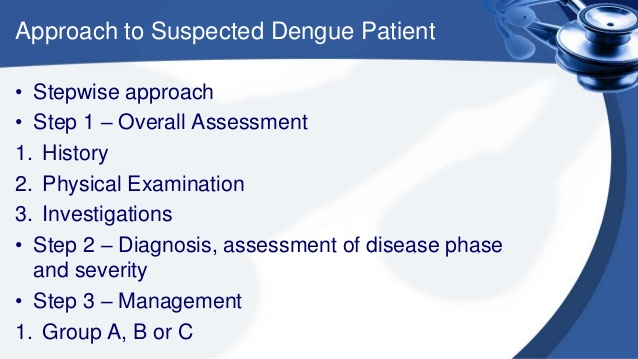 Approach to Suspected Dengue Patient
• Stepwise approach
• Step 1 – Overall Assessment
1. History
2. Physical Examination
3. Investigations
• Step 2 – Diagnosis, assessment of disease phase
and severity
• Step 3 – Management
1. Group A, B or C